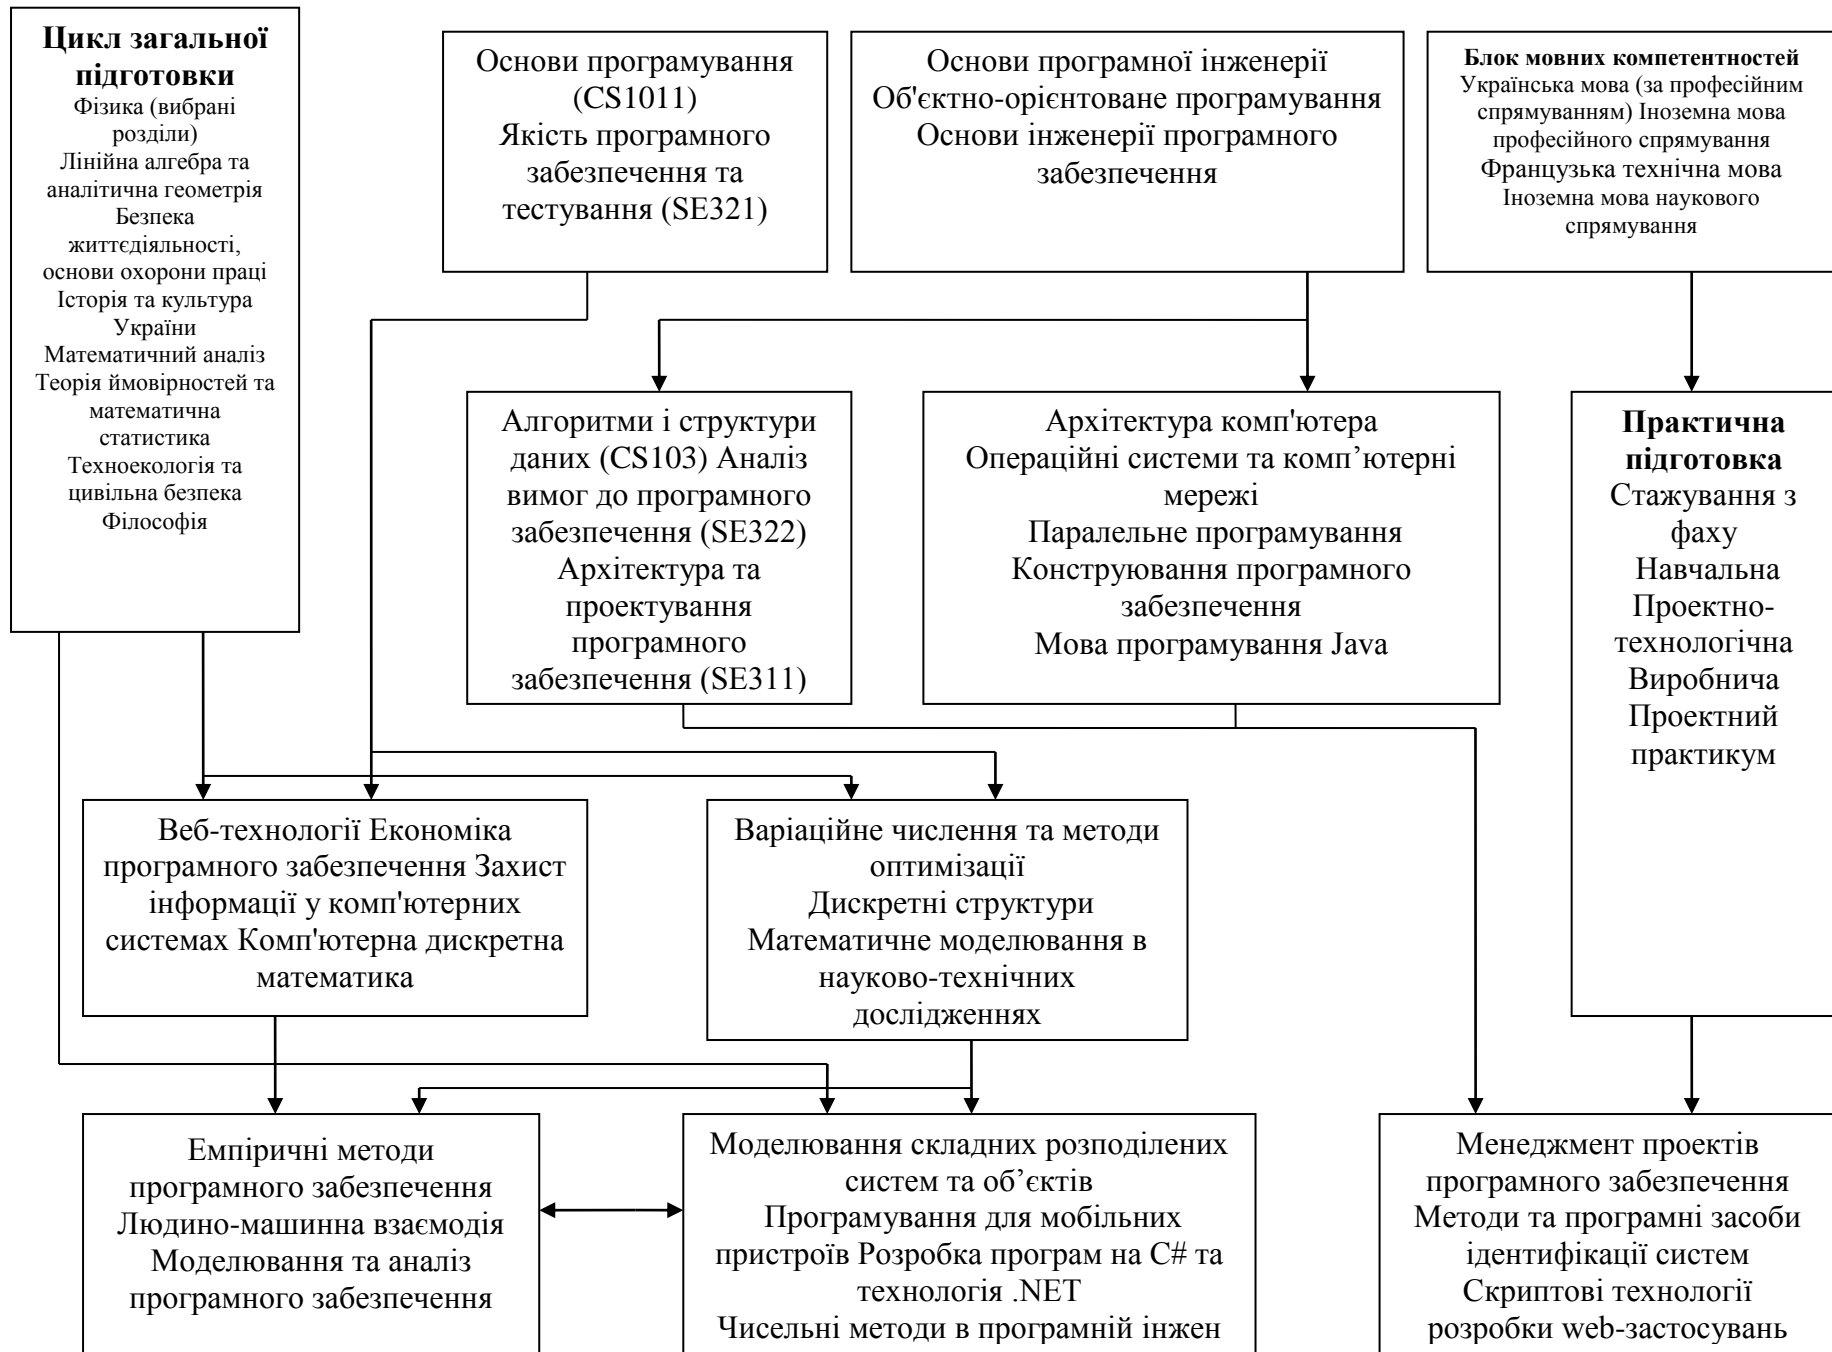 Цикл загальної
підготовки
Фізика (вибрані
розділи)
Лінійна алгебра та
аналітична геометрія
Безпека
життєдіяльності,
основи охорони праці
Історія та культура
України
Математичний аналіз
Теорія ймовірностей та
математична
статистика
Техноекологія та
цивільна безпека
Філософія
Основи програмування
(CS1011)
Якість програмного
забезпечення та
тестування (SE321)
Основи програмної інженерії
Об'єктно-орієнтоване програмування
Основи інженерії програмного
забезпечення
Блок мовних компетентностей
Українська мова (за професійним
спрямуванням) Іноземна мова
професійного спрямування
Французька технічна мова
Іноземна мова наукового
спрямування
Алгоритми і структури
даних (CS103) Аналіз
вимог до програмного
забезпечення (SE322)
Архітектура та
проектування
програмного
забезпечення (SE311)
Архітектура комп'ютера
Операційні системи та комп’ютерні
мережі
Паралельне програмування
Конструювання програмного
забезпечення
Мова програмування Java
Практична
підготовка
Стажування з
фаху
Навчальна
Проектно-
технологічна
Виробнича
Проектний
практикум
Веб-технології Економіка
програмного забезпечення Захист
інформації у комп'ютерних
системах Комп'ютерна дискретна
математика
Варіаційне числення та методи
оптимізації
Дискретні структури
Математичне моделювання в
науково-технічних
дослідженнях
Емпіричні методи
програмного забезпечення
Людино-машинна взаємодія
Моделювання та аналіз
програмного забезпечення
Моделювання складних розподілених
систем та об’єктів
Програмування для мобільних
пристроїв Розробка програм на C# та
технологія .NET
Чисельні методи в програмній інжен
Менеджмент проектів
програмного забезпечення
Методи та програмні засоби
ідентифікації систем
Скриптові технології
розробки web-застосувань